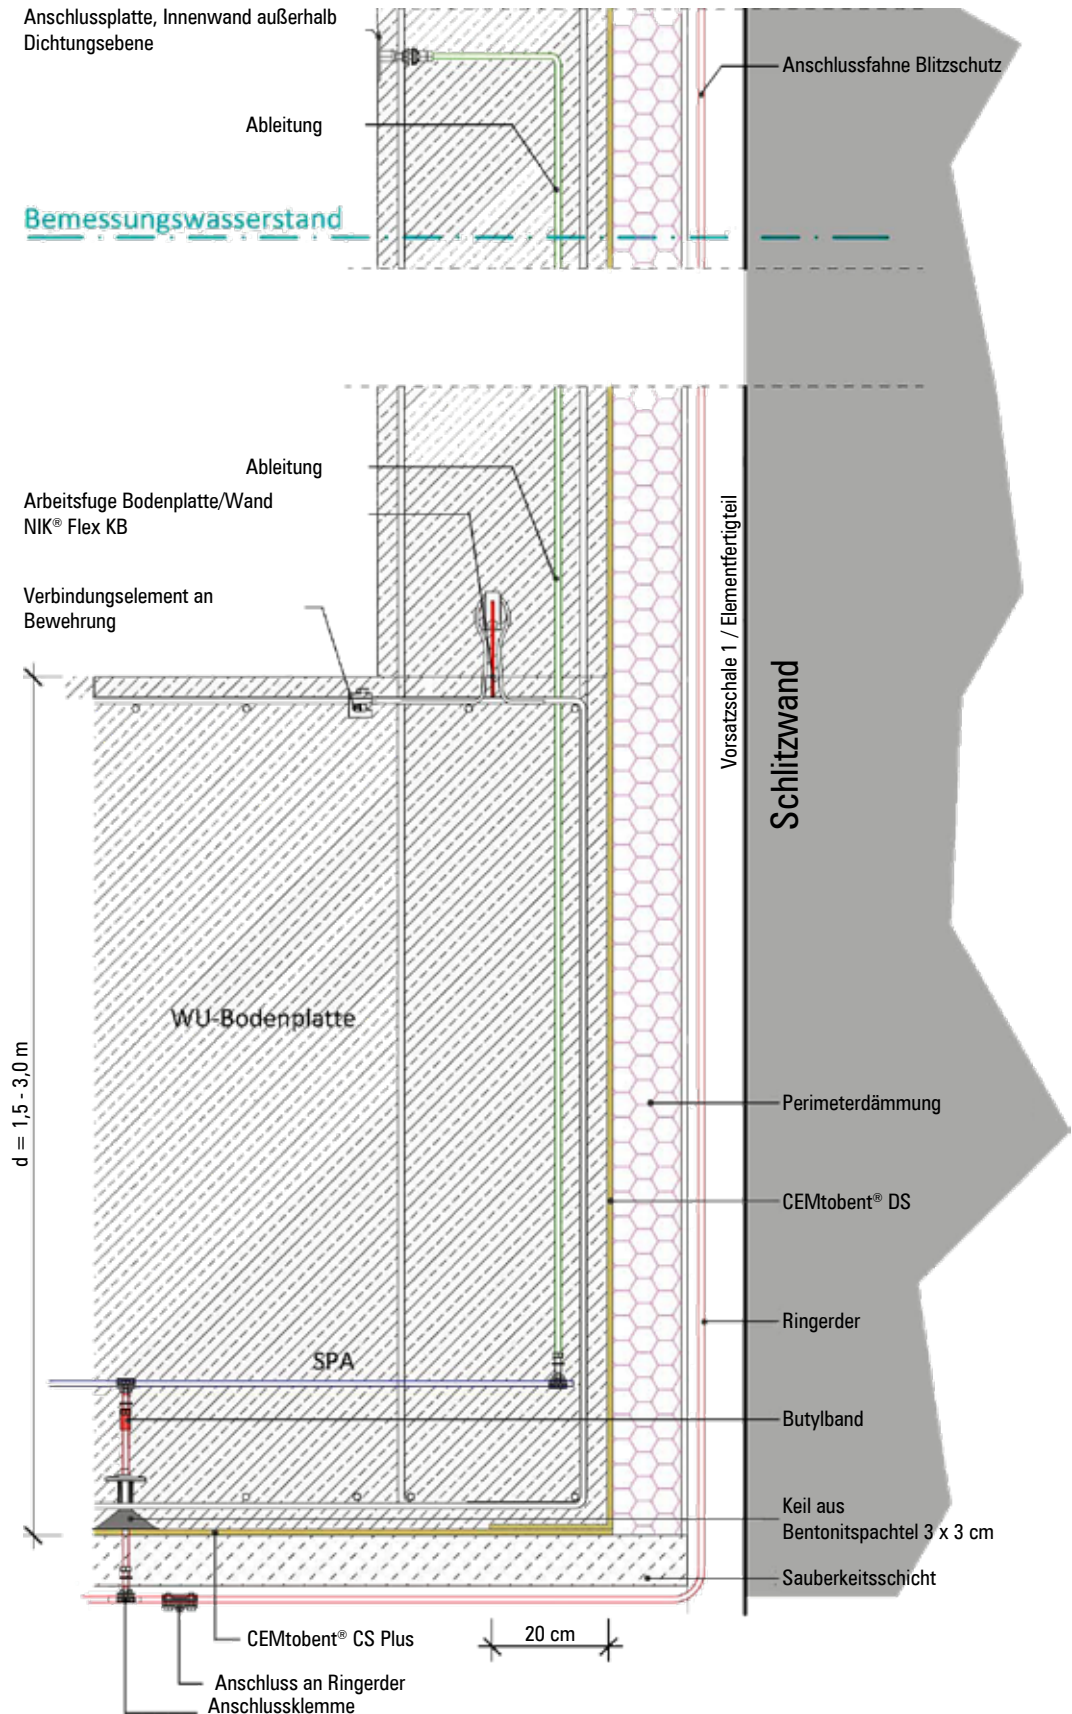 Anschlussplatte, Innenwand außerhalb
Dichtungsebene
Anschlussfahne Blitzschutz
Ableitung
Bemessungswasserstand
Ableitung
Arbeitsfuge Bodenplatte/Wand
NIK® Flex KB
Verbindungselement an
Bewehrung
Vorsatzschale 1 / Elementfertigteil
Schlitzwand
WU-Bodenplatte
d = 1,5 - 3,0 m
Perimeterdämmung
CEMtobent® DS
Ringerder
SPA
Butylband
Keil aus
Bentonitspachtel 3 x 3 cm
Sauberkeitsschicht
CEMtobent® CS Plus
20 cm
Anschluss an Ringerder
Anschlussklemme